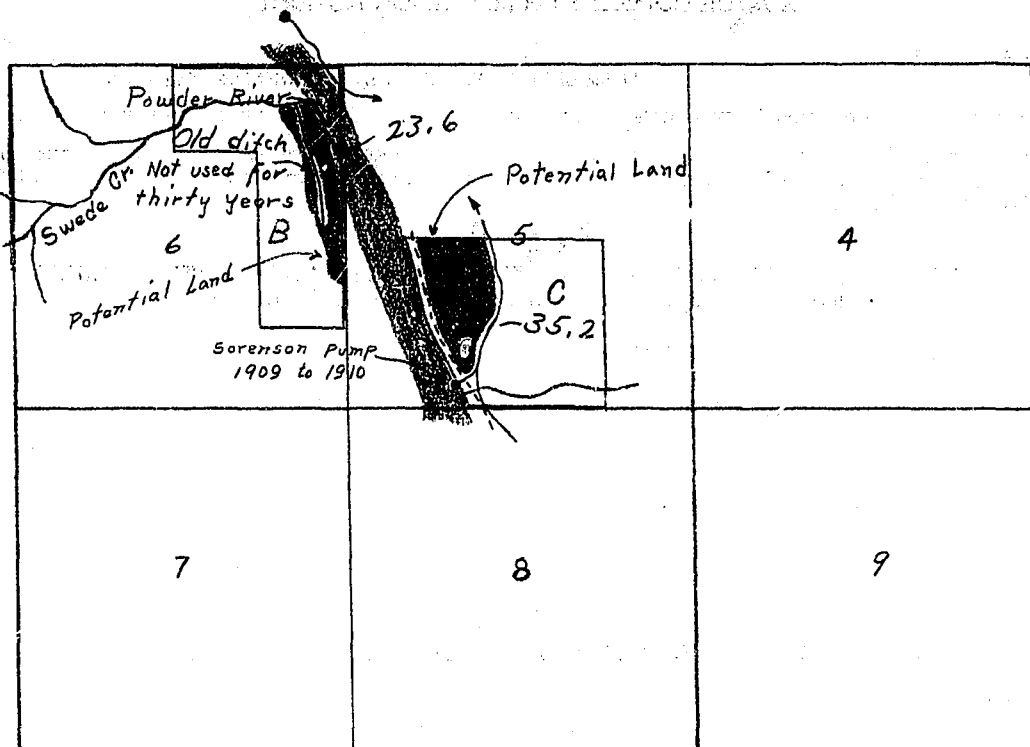 Powder River
23.6
Old ditch
Not used for
thirty years
Swede Cr.
Potential Land
5
4
6
B
C
35.2
Potential Land
Sorenson Pump
1909 to 1910
7
8
9